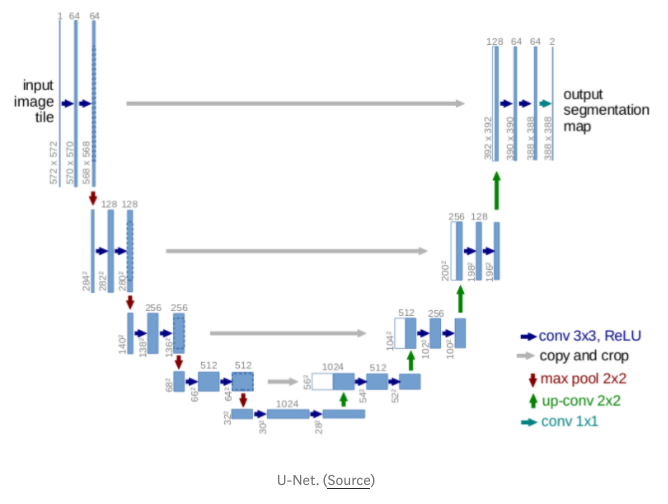 1 64 64
input
image
tile
572 x 572
570 x 570
568 x 568
128 64 64 2
output
segmentation
map
392 x 392
390 x 390
388 x 388
388 x 388
128 128
284²
282²
280²
256 128
200²
198²
196²
256 256
140²
138²
136²
512 256
104²
102²
100²
512 512
68²
66²
64²
1024 512
56²
54²
52²
1024
32²
30²
28²
conv 3x3, ReLU
copy and crop
max pool 2x2
up-conv 2x2
conv 1x1
U-Net. (Source)